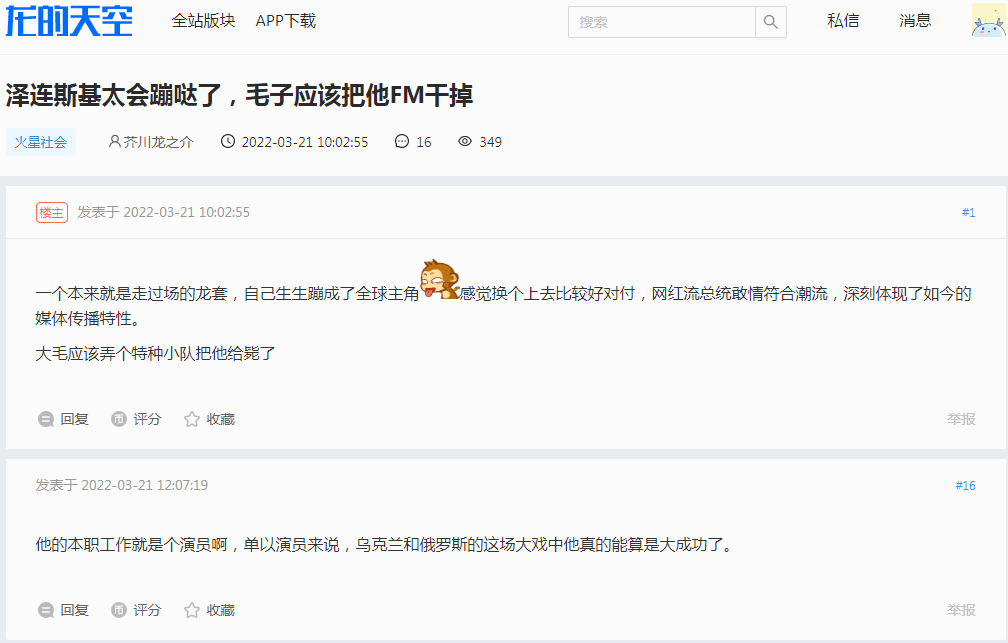 龙的天空 全站版块 APP下载 搜索 私信 消息
泽连斯基太会蹦哒了，毛子应该把他FM干掉
火星社会 芥川龙之介 2022-03-21 10:02:55 16 349
楼主 发表于 2022-03-21 10:02:55 #1
一个本来就是走过场的龙套，自己生生蹦成了全球主角感觉换个上去比较好对付，网红流总统敢情符合潮流，深刻体现了如今的
媒体传播特性。
大毛应该弄个特种小队把他给毙了
回复 币 评分 收藏 举报
发表于 2022-03-21 12:07:19 #16
他的本职工作就是个演员啊，单以演员来说，乌克兰和俄罗斯的这场大戏中他真的能算是大成功了。
回复 币 评分 收藏 举报